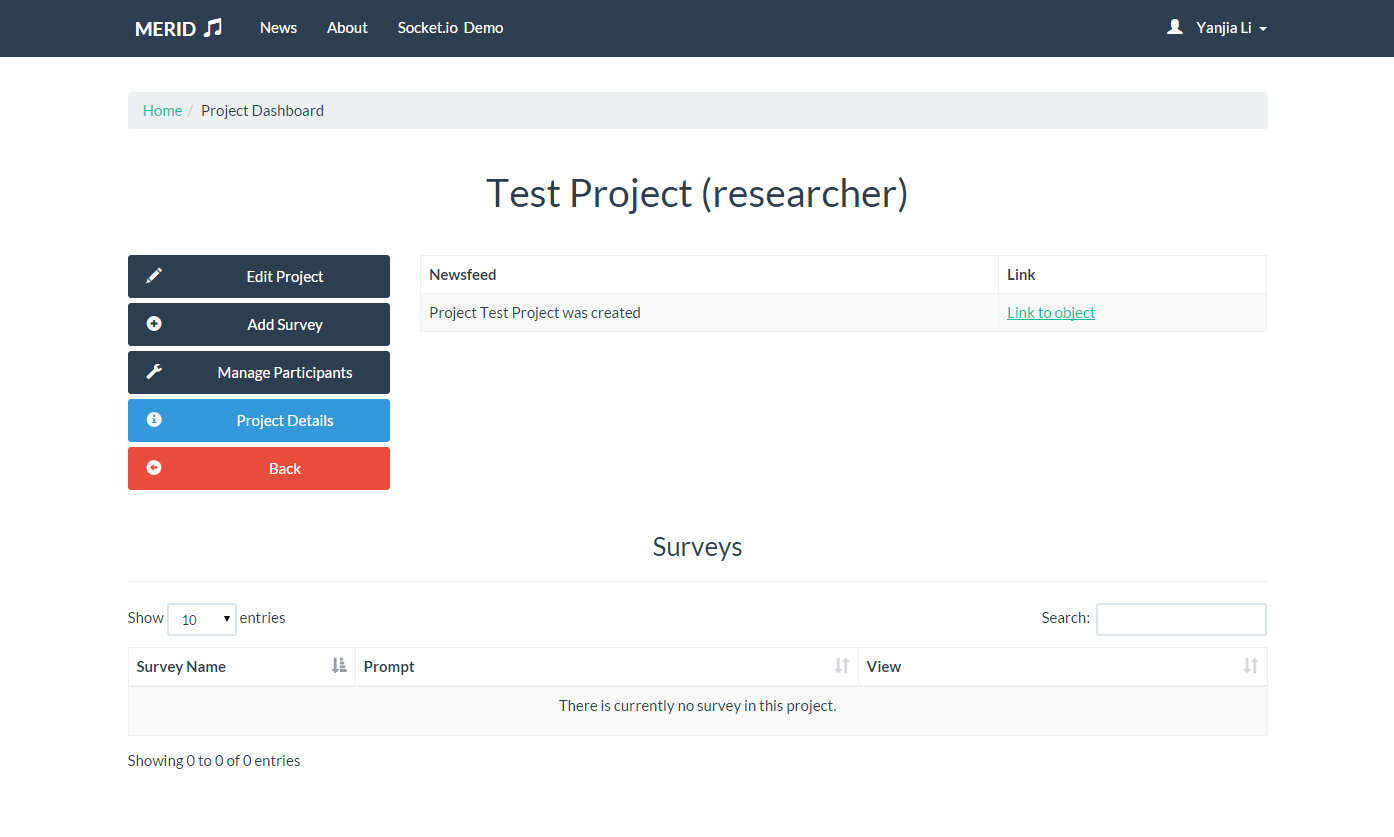 MERID News About Socket.io Demo Yanjia Li
Home / Project Dashboard
Test Project (researcher)
Edit Project
Add Survey
Manage Participants
Project Details
Back
Newsfeed Link
Project Test Project was created Link to object
Surveys
Show 10 entries Search:
Survey Name Prompt View
There is currently no survey in this project.
Showing 0 to 0 of 0 entries